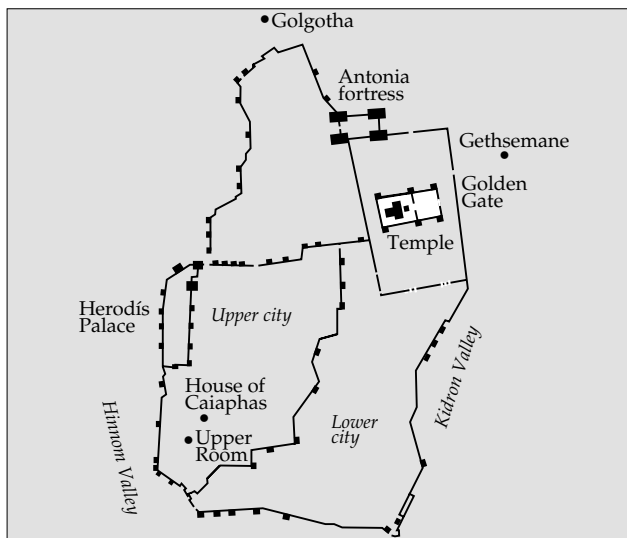 Golgotha
Antonia
fortress
Gethsemane
Golden
Gate
Temple
Herodís
Palace
Upper city
Kidron Valley
House of
Caiaphas
Lower
city
Hinnom Valley
Upper
Room